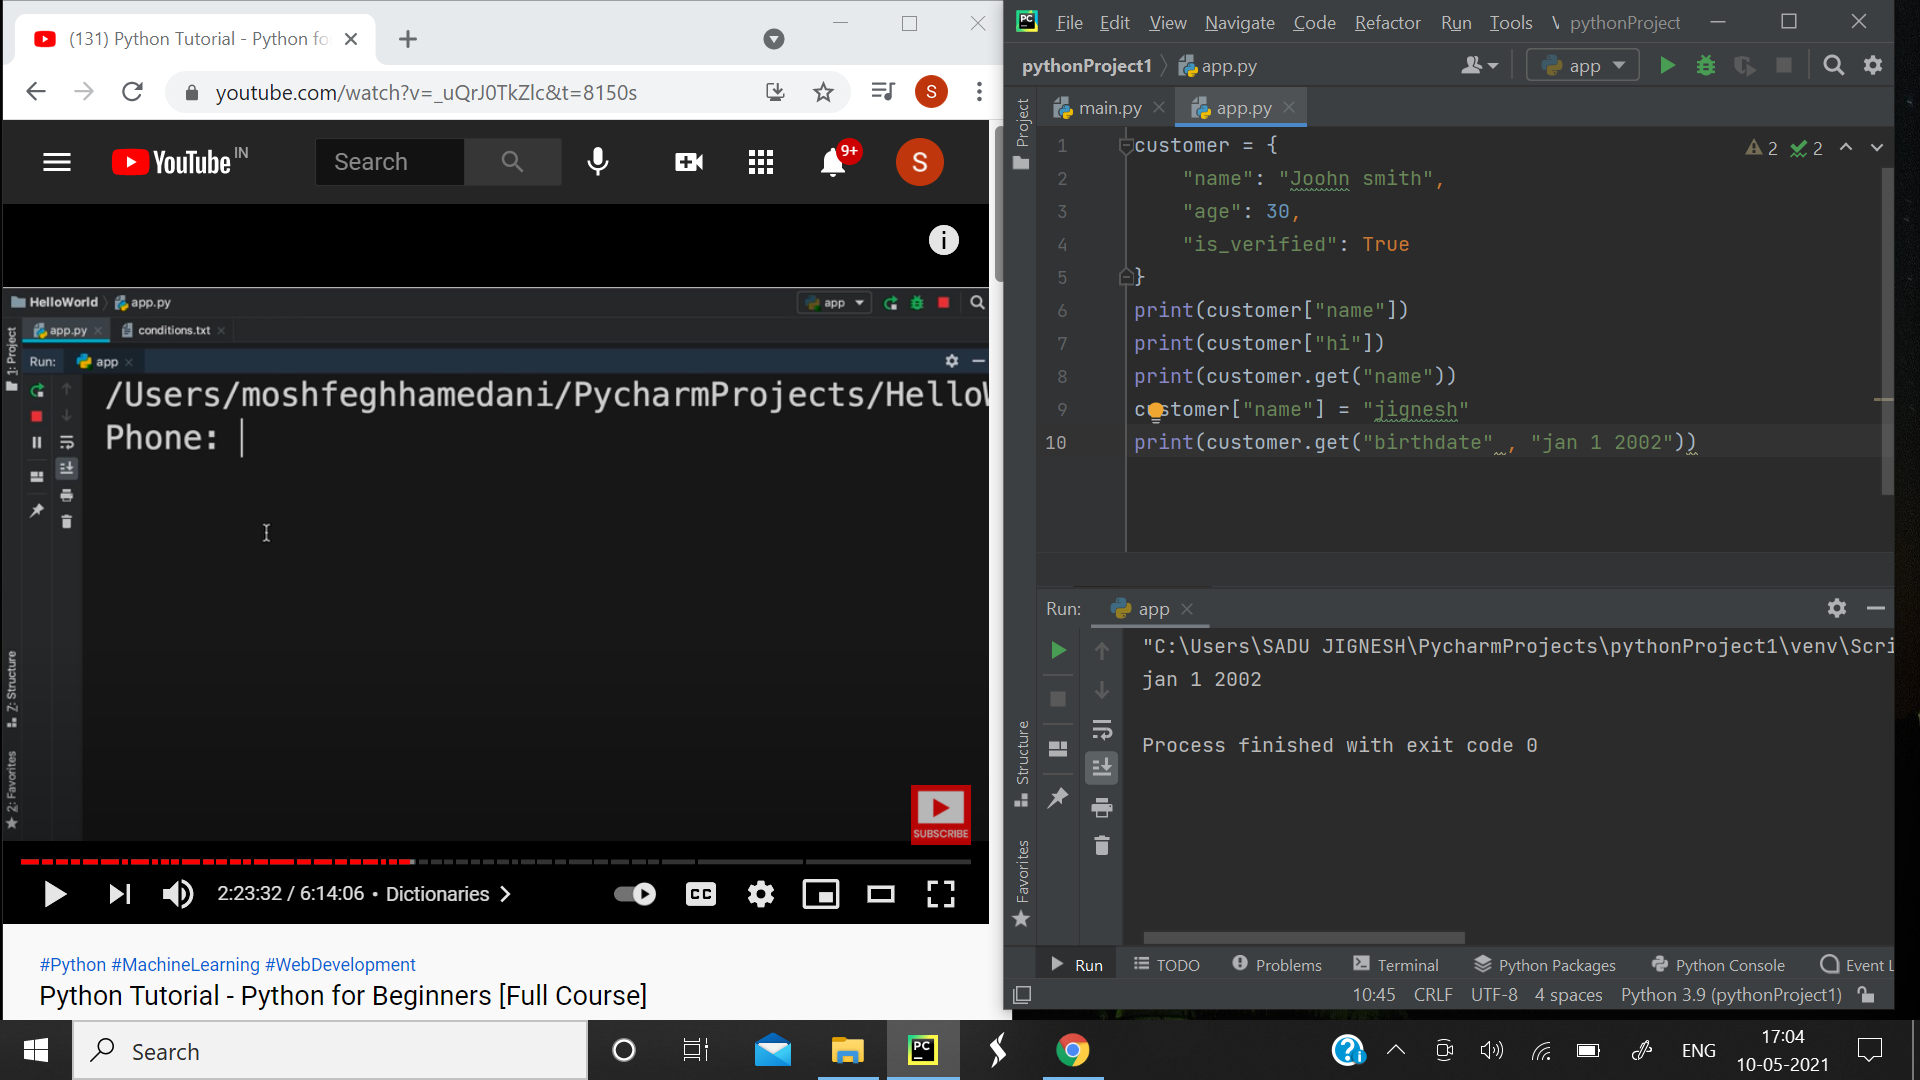 (131) Python Tutorial - Python fo
youtube.com/watch?v=_uQrJ0TkZlc&t=8150s
S
YouTube IN
Search
9+
S
HelloWorld
app.py
app
app.py
conditions.txt
1: Project
Run:
app
/Users/moshfeghhamedani/PycharmProjects/HelloW
Phone:
Z: Structure
2: Favorites
SUBSCRIBE
2:23:32 / 6:14:06 • Dictionaries
CC
#Python #MachineLearning #WebDevelopment
Python Tutorial - Python for Beginners [Full Course]
PC
File Edit View Navigate Code Refactor Run Tools V pythonProject
pythonProject1
app.py
app
main.py
app.py
Project
2 2
1 customer = {
2 "name": "Joohn smith",
3 "age": 30,
4 "is_verified": True
5 }
6 print(customer["name"])
7 print(customer["hi"])
8 print(customer.get("name"))
9 customer["name"] = "jignesh"
10 print(customer.get("birthdate" , "jan 1 2002"))
Run:
app
"C:\Users\SADU JIGNESH\PycharmProjects\pythonProject1\venv\Scri
jan 1 2002
Process finished with exit code 0
Structure
Favorites
Run TODO Problems Terminal Python Packages Python Console Event L
10:45 CRLF UTF-8 4 spaces Python 3.9 (pythonProject1)
Search
PC
ENG
17:04
10-05-2021